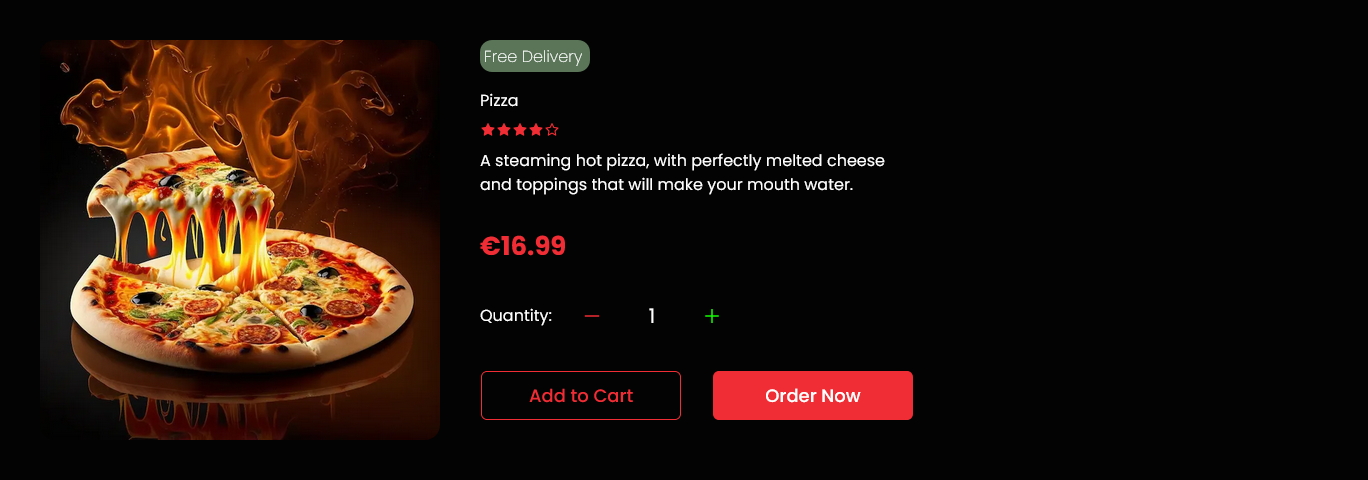 Free Delivery
Pizza
A steaming hot pizza, with perfectly melted cheese
and toppings that will make your mouth water.
€16.99
Quantity: 1
Add to Cart
Order Now